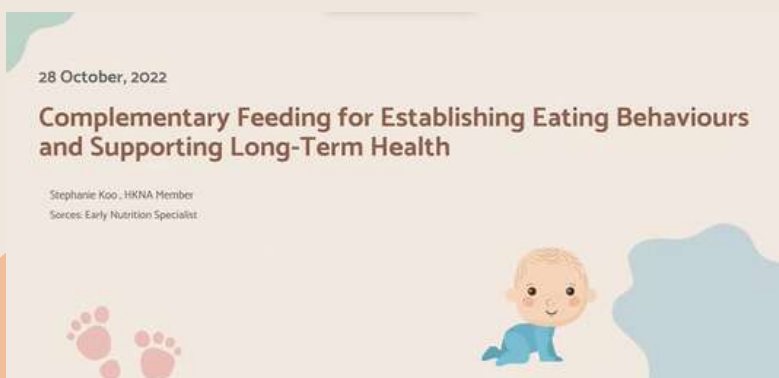 28 October, 2022
Complementary Feeding for Establishing Eating Behaviours
and Supporting Long-Term Health
Stephanie Koo , HKNA Member
Sorces: Early Nutrition Specialist